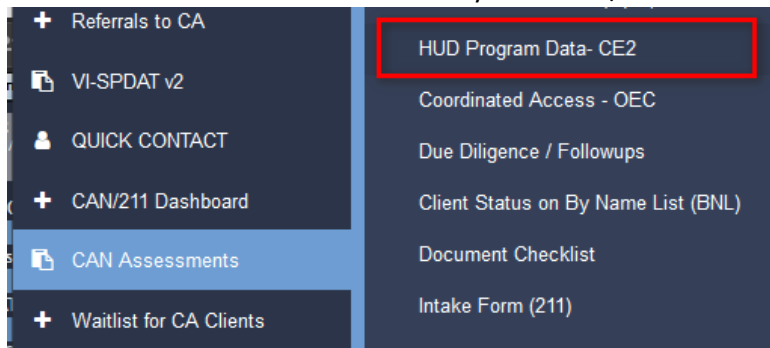 Referrals to CA
VI-SPDAT v2
QUICK CONTACT
CAN/211 Dashboard
CAN Assessments
Waitlist for CA Clients
HUD Program Data- CE2
Coordinated Access - OEC
Due Diligence / Followups
Client Status on By Name List (BNL)
Document Checklist
Intake Form (211)